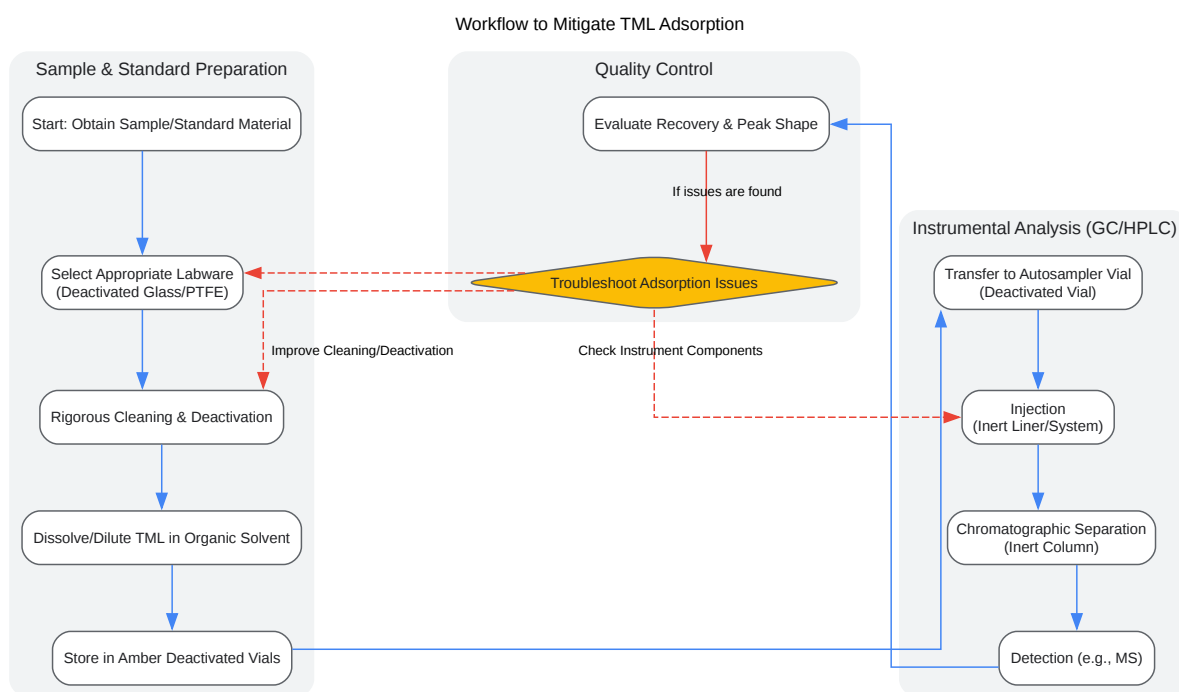 Workflow to Mitigate TML Adsorption
Sample & Standard Preparation
Start: Obtain Sample/Standard Material
Select Appropriate Labware
(Deactivated Glass/PTFE)
Rigorous Cleaning & Deactivation
Dissolve/Dilute TML in Organic Solvent
Store in Amber Deactivated Vials
Quality Control
Evaluate Recovery & Peak Shape
If issues are found
Troubleshoot Adsorption Issues
Improve Cleaning/Deactivation
Check Instrument Components
Instrumental Analysis (GC/HPLC)
Transfer to Autosampler Vial
(Deactivated Vial)
Injection
(Inert Liner/System)
Chromatographic Separation
(Inert Column)
Detection (e.g., MS)